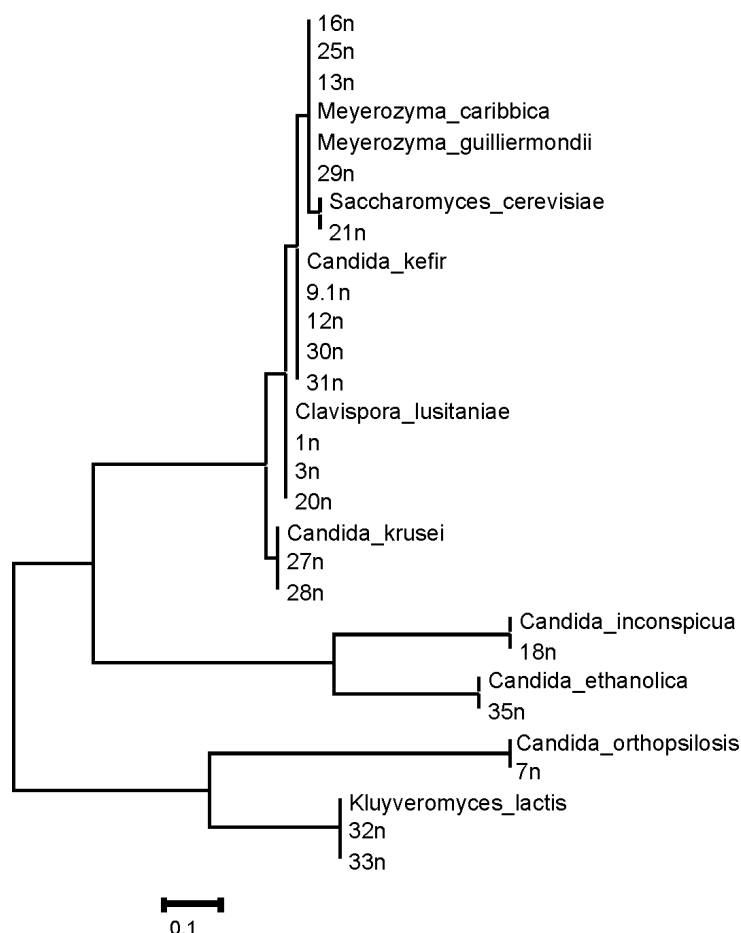 16n
25n
13n
Meyerozyma_caribbica
Meyerozyma_guilliermondii
29n
Saccharomyces_cerevisiae
21n
Candida_kefir
9.1n
12n
30n
31n
Clavispora_lusitaniae
1n
3n
20n
Candida_krusei
27n
28n
Candida_inconspicua
18n
Candida_ethanolica
35n
Candida_orthopsilosis
7n
Kluyveromyces_lactis
32n
33n
0.1